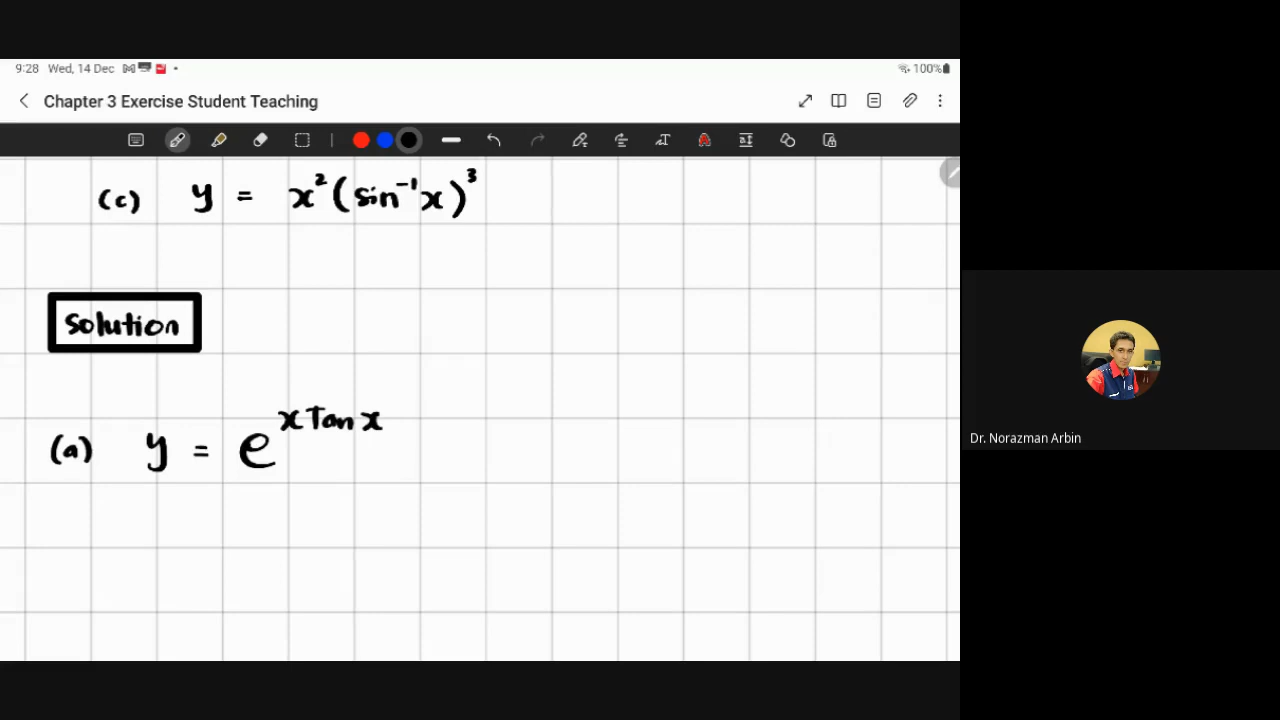 9:28 Wed, 14 Dec
100%
Chapter 3 Exercise Student Teaching
(c) y = x²(sin⁻¹x)³
Solution
(a) y = e^(x Tan x)
Dr. Norazman Arbin